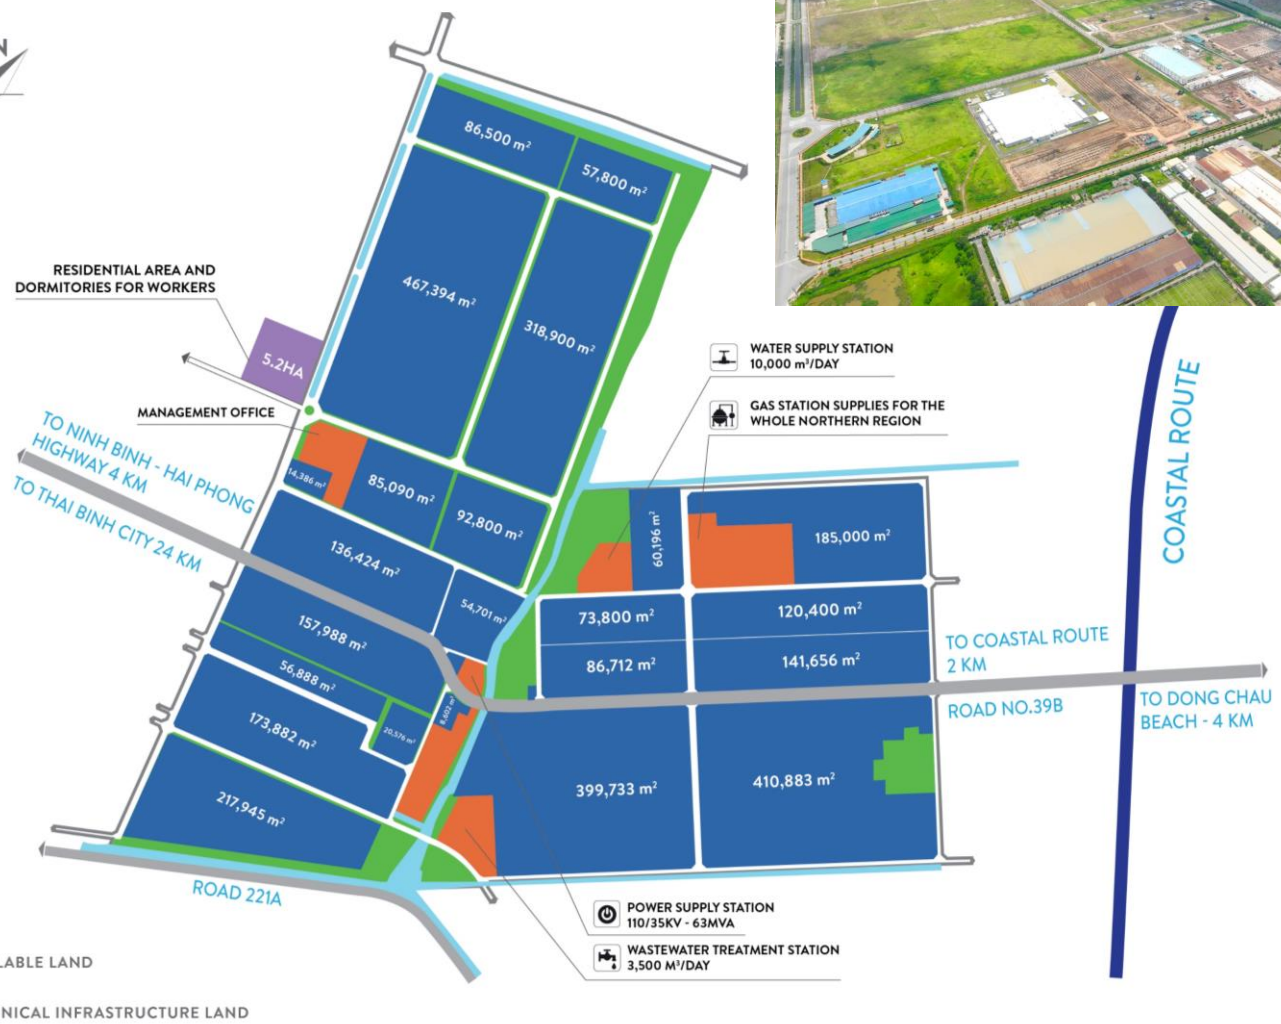 N
86,500 m²
57,800 m²
467,394 m²
318,900 m²
RESIDENTIAL AREA AND
DORMITORIES FOR WORKERS
5.2HA
MANAGEMENT OFFICE
WATER SUPPLY STATION
10,000 m³/DAY
GAS STATION SUPPLIES FOR THE
WHOLE NORTHERN REGION
COASTAL ROUTE
TO NINH BINH - HAI PHONG
HIGHWAY 4 KM
TO THAI BINH CITY 24 KM
14,386 m²
85,090 m²
92,800 m²
60,196 m²
185,000 m²
136,424 m²
54,701 m²
73,800 m²
120,400 m²
157,988 m²
86,712 m²
141,656 m²
TO COASTAL ROUTE
2 KM
56,888 m²
20,576 m²
8,602 m²
ROAD NO.39B
TO DONG CHAU
BEACH - 4 KM
173,882 m²
399,733 m²
410,883 m²
217,945 m²
ROAD 221A
POWER SUPPLY STATION
110/35KV - 63MVA
WASTEWATER TREATMENT STATION
3,500 M³/DAY
LABLE LAND
NICAL INFRASTRUCTURE LAND